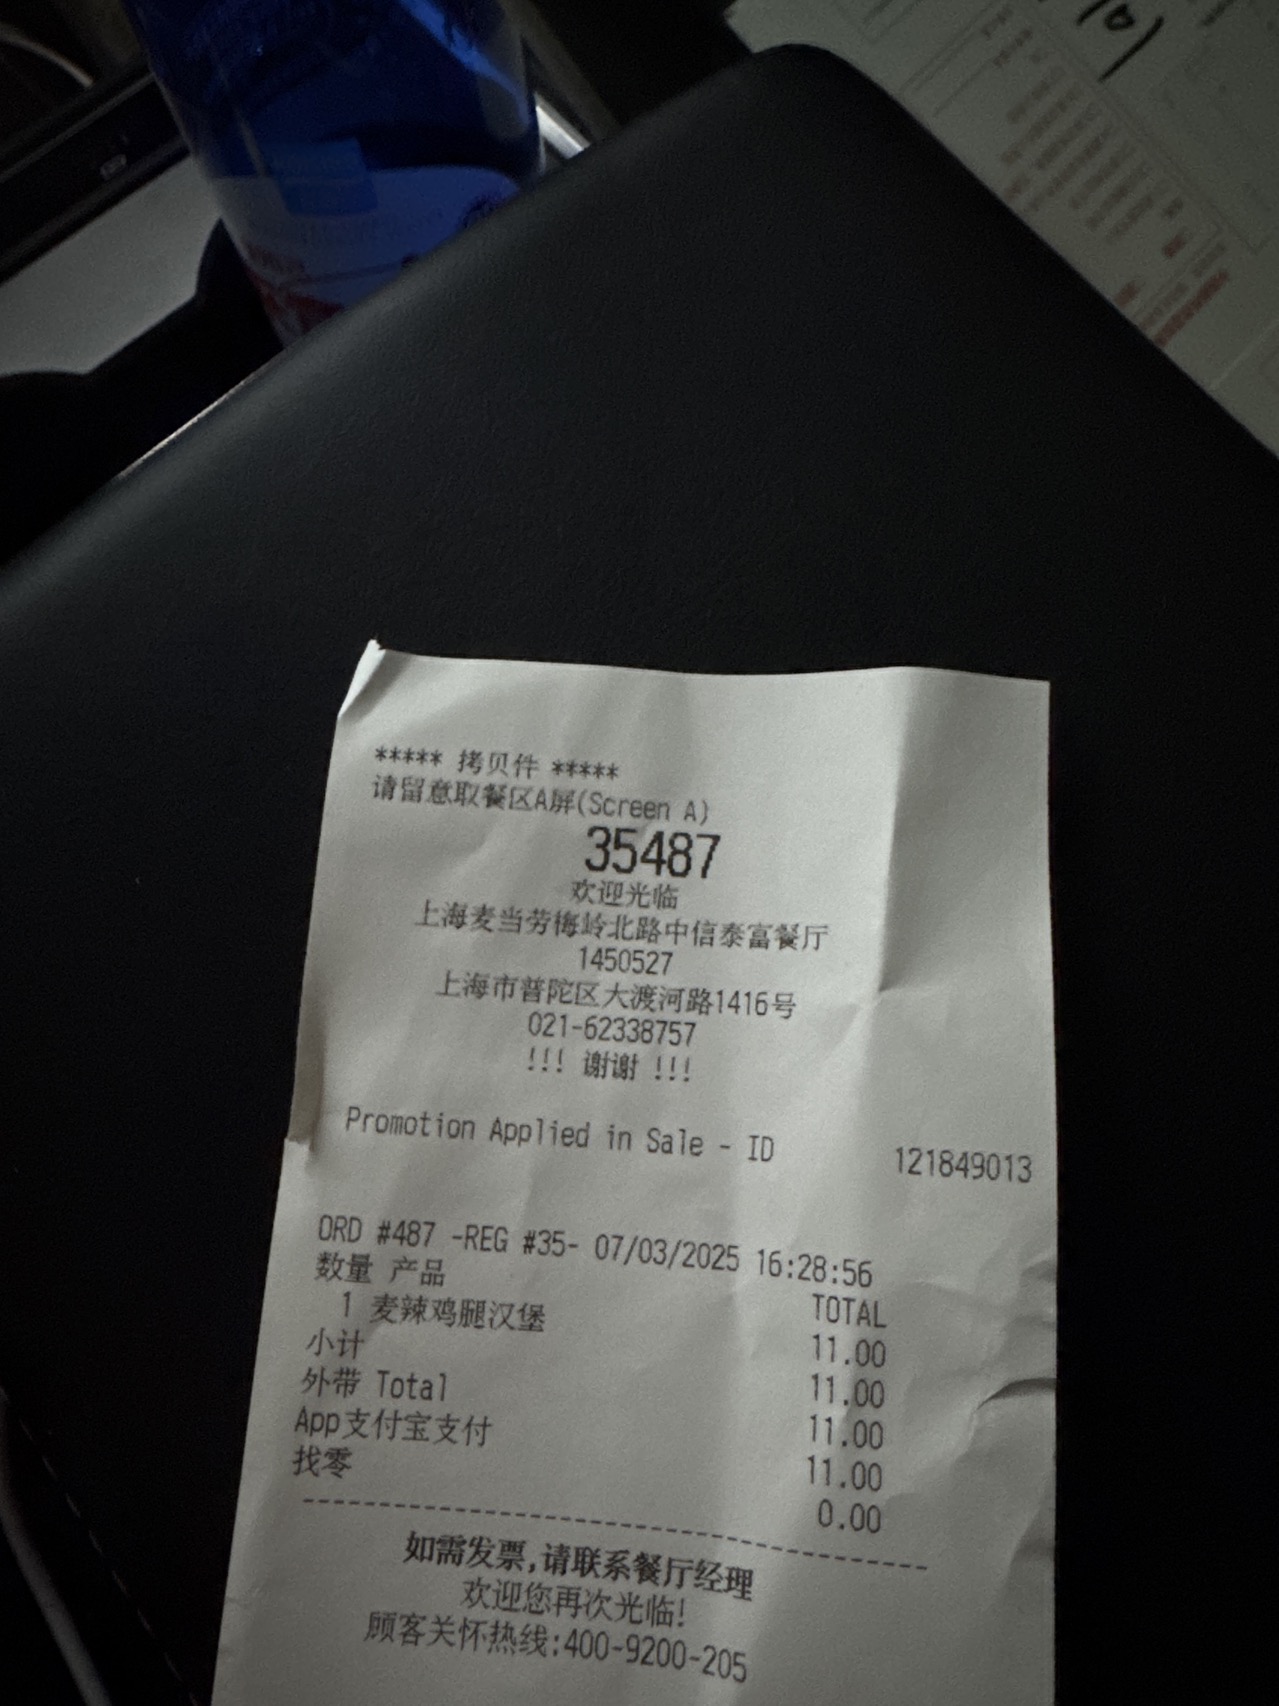 ***** 拷贝件 *****
请留意取餐区A屏(Screen A)
35487
欢迎光临
上海麦当劳梅岭北路中信泰富餐厅
1450527
上海市普陀区大渡河路1416号
021-62338757
!!! 谢谢 !!!
Promotion Applied in Sale - ID 121849013
ORD #487 -REG #35- 07/03/2025 16:28:56
数量 产品 TOTAL
1 麦辣鸡腿汉堡 11.00
小计 11.00
外带 Total 11.00
App支付宝支付 11.00
找零 0.00
如需发票,请联系餐厅经理
欢迎您再次光临!
顾客关怀热线:400-9200-205